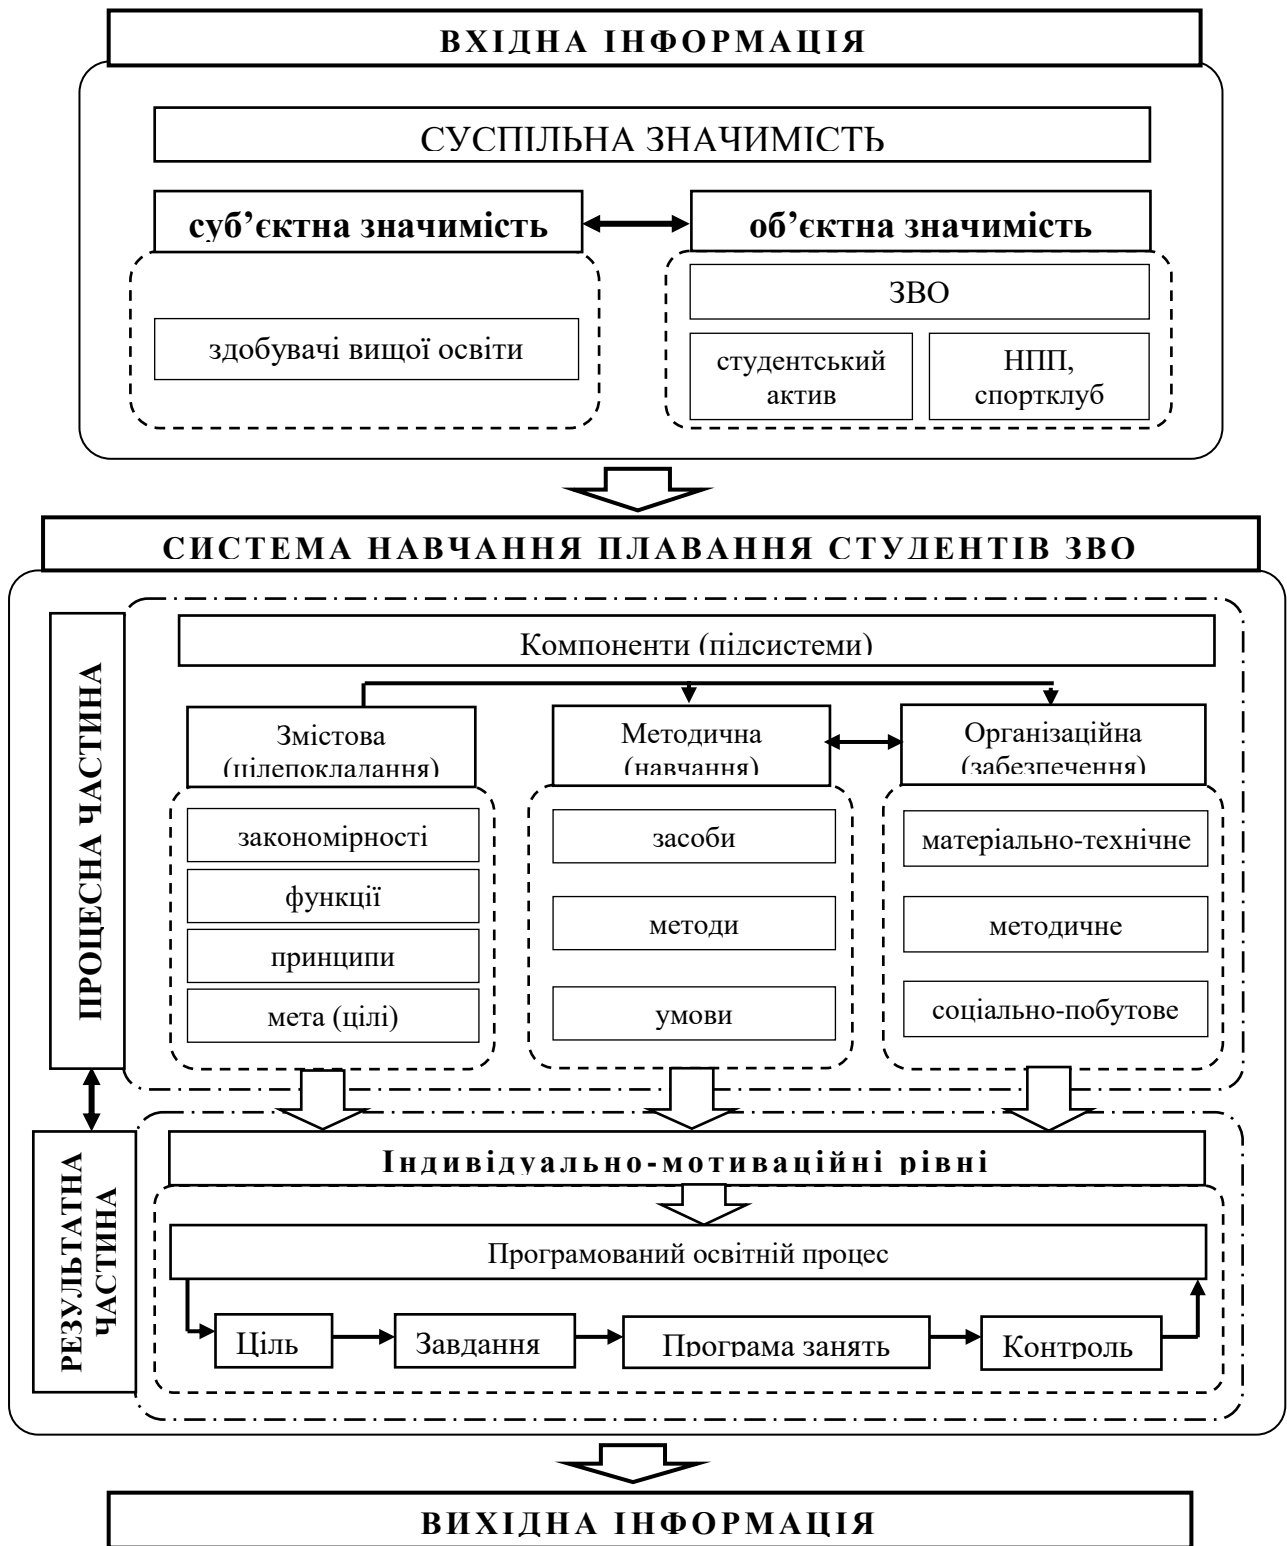 ВХІДНА ІНФОРМАЦІЯ
СУСПІЛЬНА ЗНАЧИМІСТЬ
суб’єктна значимість
об’єктна значимість
здобувачі вищої освіти
ЗВО
студентський
актив
НПП,
спортклуб
СИСТЕМА НАВЧАННЯ ПЛАВАННЯ СТУДЕНТІВ ЗВО
ПРОЦЕСНА ЧАСТИНА
Компоненти (підсистеми)
Змістова
(цілепокладання)
закономірності
функції
принципи
мета (цілі)
Методична
(навчання)
засоби
методи
умови
Організаційна
(забезпечення)
матеріально-технічне
методичне
соціально-побутове
РЕЗУЛЬТАТНА
ЧАСТИНА
Індивідуально-мотиваційні рівні
Програмований освітній процес
Ціль
Завдання
Програма занять
Контроль
ВИХІДНА ІНФОРМАЦІЯ